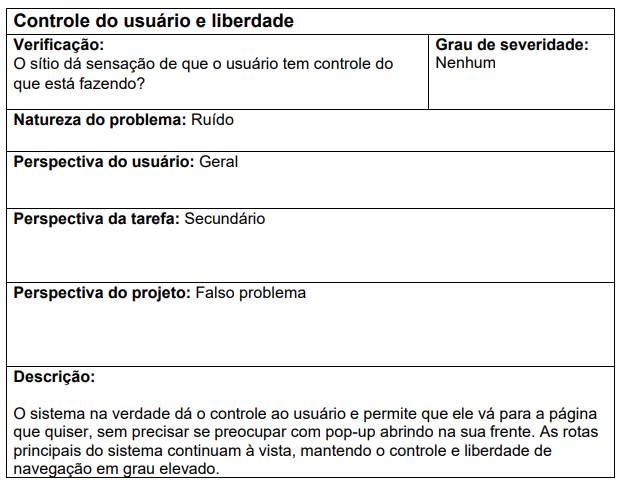 Controle do usuário e liberdade
Verificação:
O sítio dá sensação de que o usuário tem controle do
que está fazendo?
Grau de severidade:
Nenhum
Natureza do problema: Ruído
Perspectiva do usuário: Geral
Perspectiva da tarefa: Secundário
Perspectiva do projeto: Falso problema
Descrição:
O sistema na verdade dá o controle ao usuário e permite que ele vá para a página
que quiser, sem precisar se preocupar com pop-up abrindo na sua frente. As rotas
principais do sistema continuam à vista, mantendo o controle e liberdade de
navegação em grau elevado.